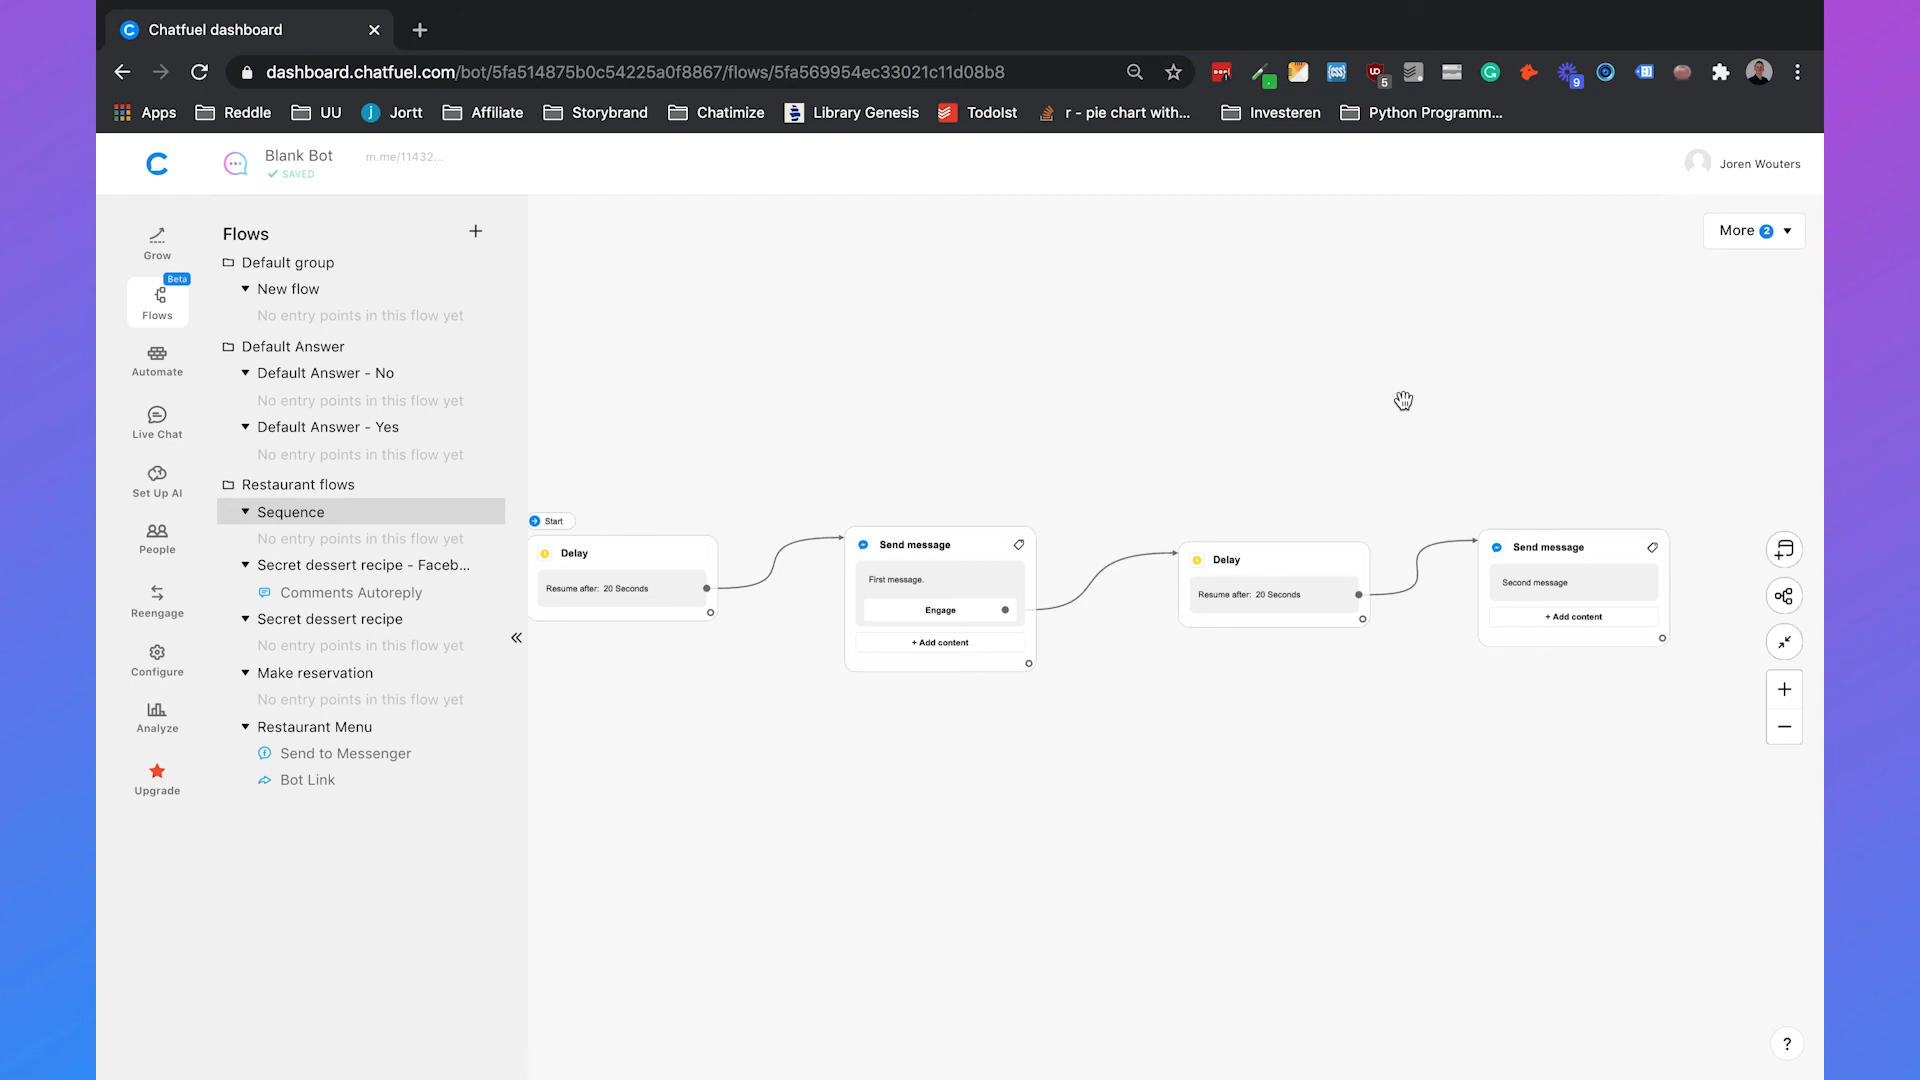 Chatfuel dashboard
dashboard.chatfuel.com/bot/5fa514875b0c54225a0f8867/flows/5fa569954ec33021c11d08b8
5
9
Apps
Reddle
UU
Jortt
Affiliate
Storybrand
Chatimize
Library Genesis
TodoIst
r - pie chart with...
Investeren
Python Programm...
Blank Bot
m.me/11432...
SAVED
Joren Wouters
Grow
Beta
Flows
Automate
Live Chat
Set Up AI
People
Reengage
Configure
Analyze
Upgrade
Flows
Default group
New flow
No entry points in this flow yet
Default Answer
Default Answer - No
No entry points in this flow yet
Default Answer - Yes
No entry points in this flow yet
Restaurant flows
Sequence
No entry points in this flow yet
Secret dessert recipe - Faceb...
Comments Autoreply
Secret dessert recipe
No entry points in this flow yet
Make reservation
No entry points in this flow yet
Restaurant Menu
Send to Messenger
Bot Link
More 2
Start
Delay
Resume after: 20 Seconds
Send message
First message.
Engage
+ Add content
Delay
Resume after: 20 Seconds
Send message
Second message
+ Add content
?